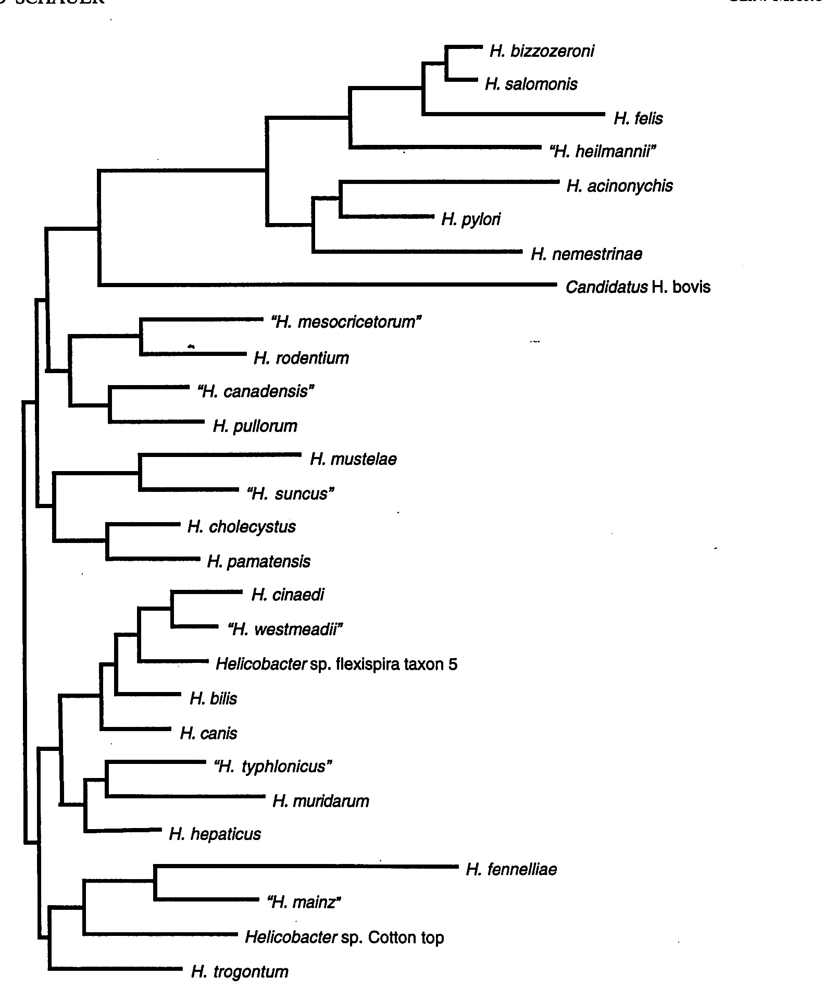 SCHAUER
H. bizzozeroni
H. salomonis
H. felis
“H. heilmannii”
H. acinonychis
H. pylori
H. nemestrinae
Candidatus H. bovis
“H. mesocricetorum”
H. rodentium
“H. canadensis”
H. pullorum
H. mustelae
“H. suncus”
H. cholecystus
H. pamatensis
H. cinaedi
“H. westmeadii”
Helicobacter sp. flexispira taxon 5
H. bilis
H. canis
“H. typhlonicus”
H. muridarum
H. hepaticus
H. fennelliae
“H. mainz”
Helicobacter sp. Cotton top
H. trogontum